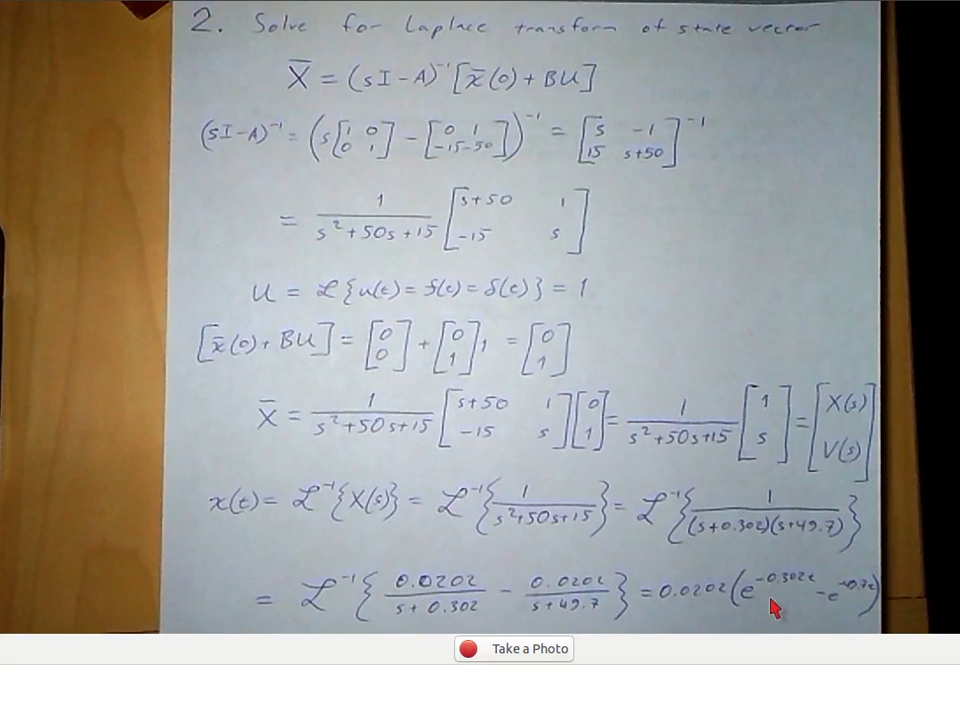 2. Solve for Laplace transform of state vector
X̄ = (sI-A)⁻¹[x̄(0)+BU]
(sI-A)⁻¹ = (s[1 0; 0 1] - [0 1; -15 -50])⁻¹ = [s -1; 15 s+50]⁻¹
= 1/(s²+50s+15) [s+50 1; -15 s]
U = ℒ{u(t) = f(t) = δ(t)} = 1
[x̄(0)+BU] = [0; 0] + [0; 1]1 = [0; 1]
X̄ = 1/(s²+50s+15) [s+50 1; -15 s][0; 1] = 1/(s²+50s+15) [1; s] = [X(s); V(s)]
x(t) = ℒ⁻¹{X(s)} = ℒ⁻¹{1/(s²+50s+15)} = ℒ⁻¹{1/((s+0.302)(s+49.7))}
= ℒ⁻¹{0.0202/(s+0.302) - 0.0202/(s+49.7)} = 0.0202(e^(-0.302t) - e^(-49.7t))
Take a Photo